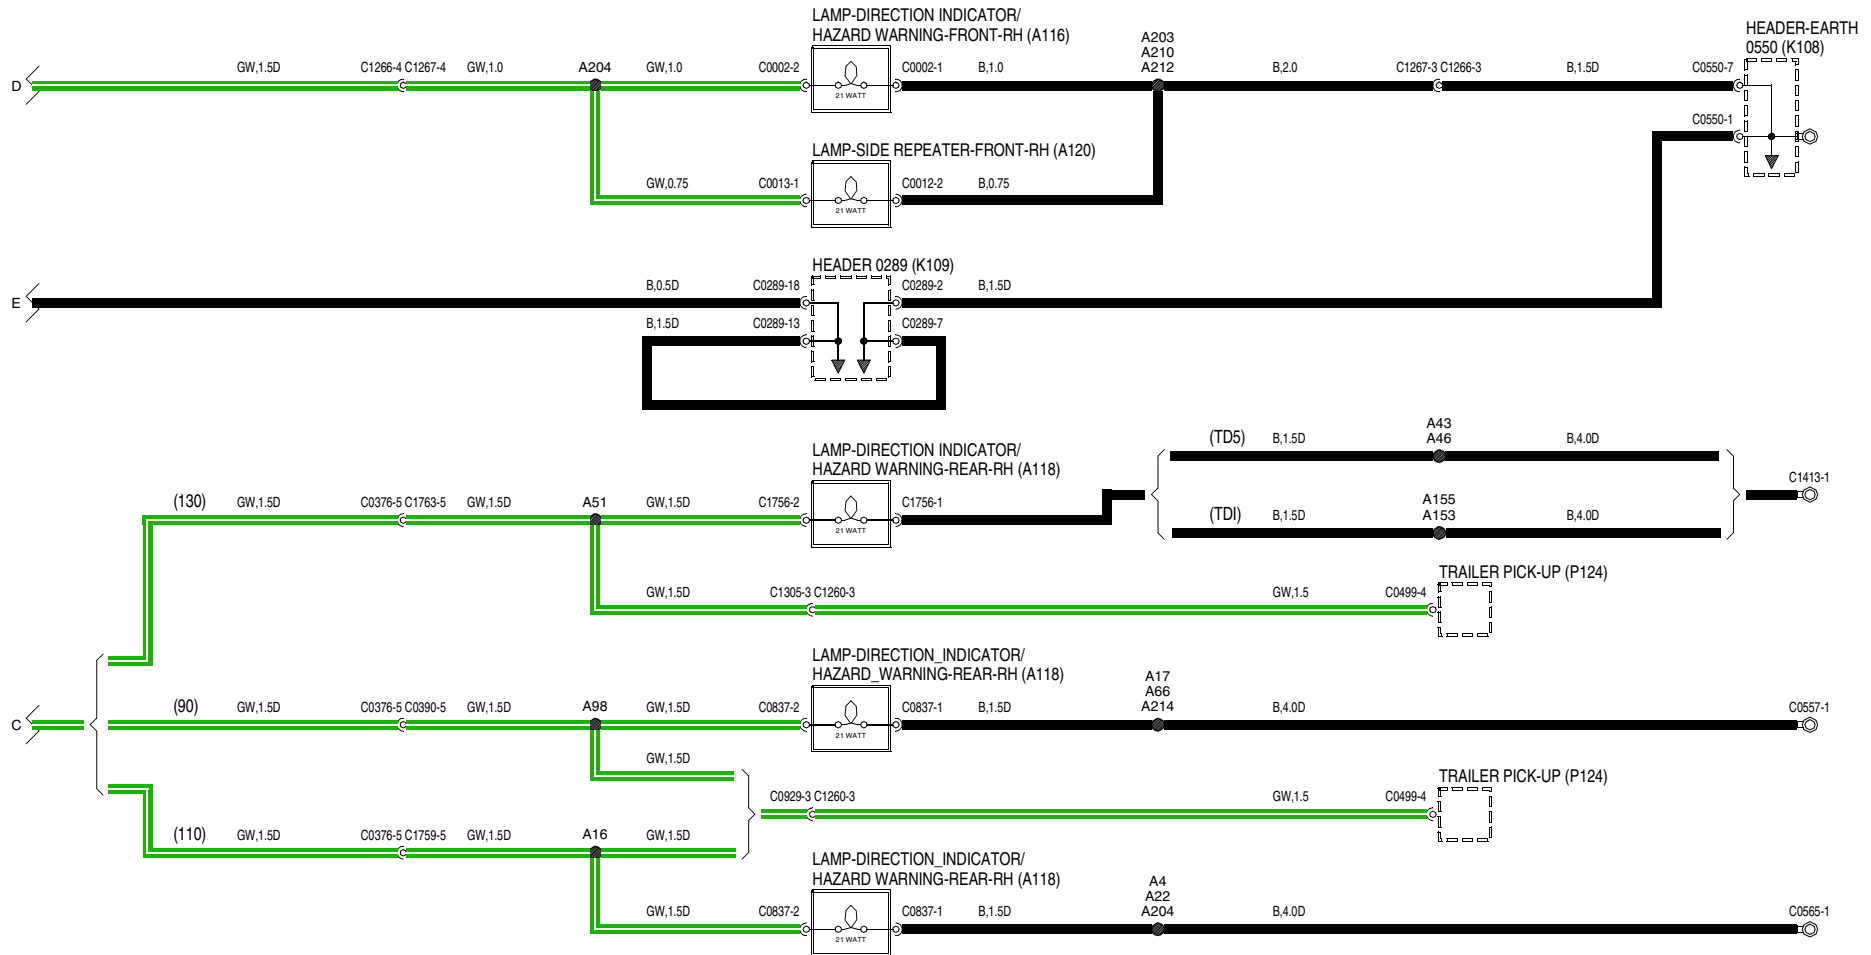 LAMP-DIRECTION INDICATOR/
HAZARD WARNING-FRONT-RH (A116)
A203
A210
A212
HEADER-EARTH
0550 (K108)
D
GW,1.5D
C1266-4 C1267-4
GW,1.0
A204
GW,1.0
C0002-2
21 WATT
C0002-1
B,1.0
B,2.0
C1267-3 C1266-3
B,1.5D
C0550-7
C0550-1
LAMP-SIDE REPEATER-FRONT-RH (A120)
GW,0.75
C0013-1
21 WATT
C0012-2
B,0.75
HEADER 0289 (K109)
E
B,0.5D
C0289-18
C0289-2
B,1.5D
B,1.5D
C0289-13
C0289-7
LAMP-DIRECTION INDICATOR/
HAZARD WARNING-REAR-RH (A118)
(TD5)
B,1.5D
A43
A46
B,4.0D
C1413-1
(130)
GW,1.5D
C0376-5 C1763-5
GW,1.5D
A51
GW,1.5D
C1756-2
21 WATT
C1756-1
(TDI)
B,1.5D
A155
A153
B,4.0D
TRAILER PICK-UP (P124)
GW,1.5D
C1305-3 C1260-3
GW,1.5
C0499-4
LAMP-DIRECTION_INDICATOR/
HAZARD_WARNING-REAR-RH (A118)
A17
A66
A214
C
(90)
GW,1.5D
C0376-5 C0390-5
GW,1.5D
A98
GW,1.5D
C0837-2
21 WATT
C0837-1
B,1.5D
B,4.0D
C0557-1
GW,1.5D
TRAILER PICK-UP (P124)
C0929-3 C1260-3
GW,1.5
C0499-4
(110)
GW,1.5D
C0376-5 C1759-5
GW,1.5D
A16
GW,1.5D
LAMP-DIRECTION_INDICATOR/
HAZARD WARNING-REAR-RH (A118)
A4
A22
A204
GW,1.5D
C0837-2
21 WATT
C0837-1
B,1.5D
B,4.0D
C0565-1